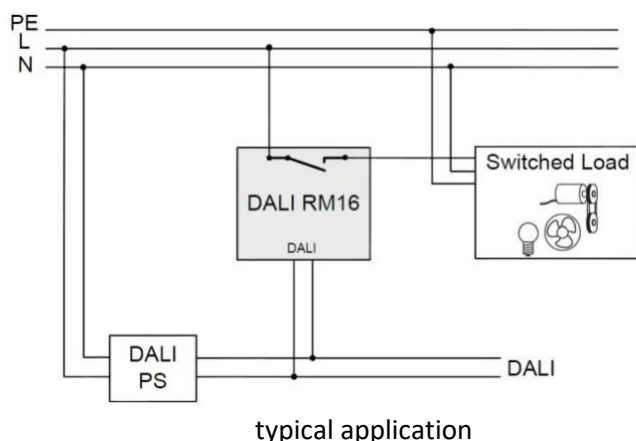 PE
L
N
Switched Load
DALI RM16
DALI
DALI
PS
DALI
typical application